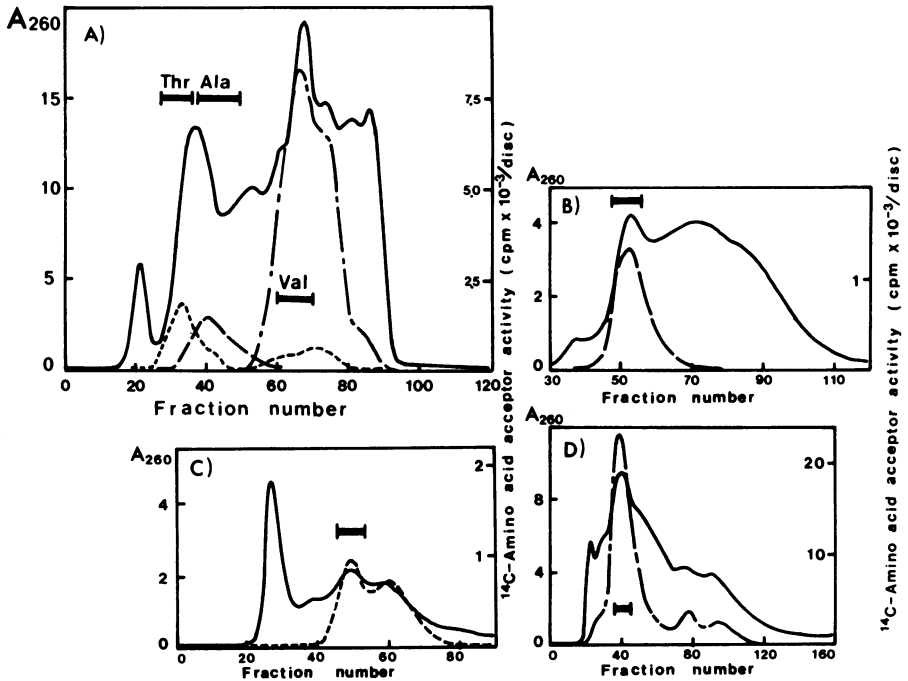 A260
A)
Thr Ala
15
10
5
0
7,5
5,0
2,5
Val
0 20 40 60 80 100 120
Fraction number
14C-Amino acid acceptor activity (cpm x 10-3/disc)
A260
B)
4
2
0
1
30 50 70 90 110
Fraction number
A260
C)
4
2
0
2
1
0 20 40 60 80
Fraction number
A260
D)
8
4
0
20
10
0 40 80 120 160
Fraction number
14C-Amino acid acceptor activity (cpm x 10-3/disc)